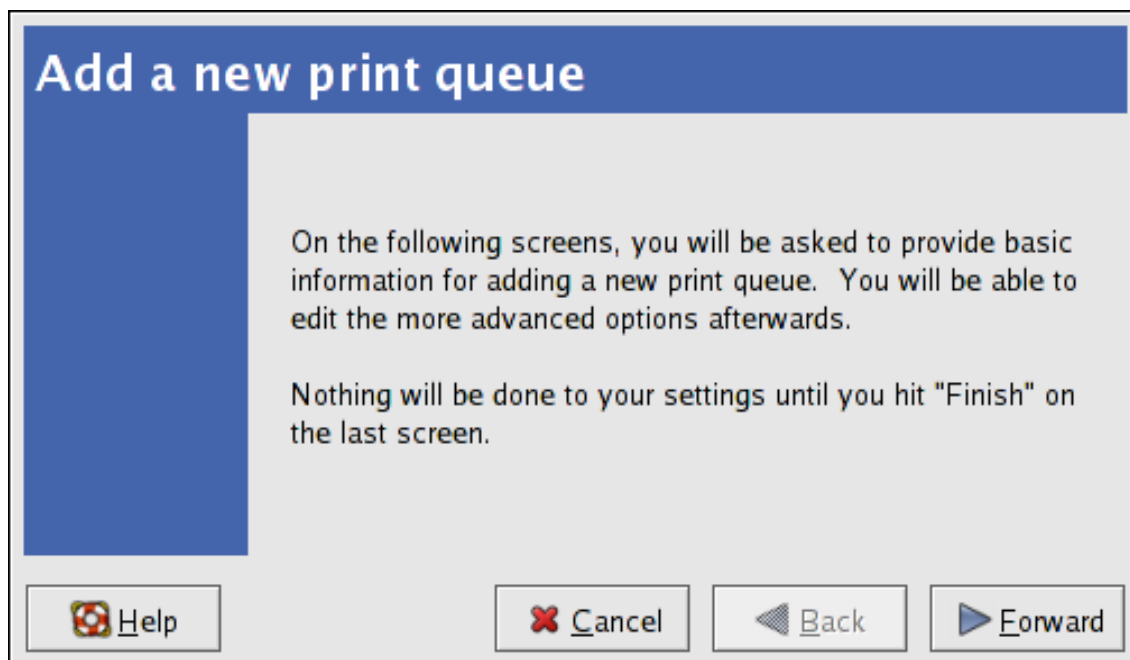 Add a new print queue
On the following screens, you will be asked to provide basic
information for adding a new print queue.  You will be able to
edit the more advanced options afterwards.
Nothing will be done to your settings until you hit "Finish" on
the last screen.
Help
Cancel
Back
Forward